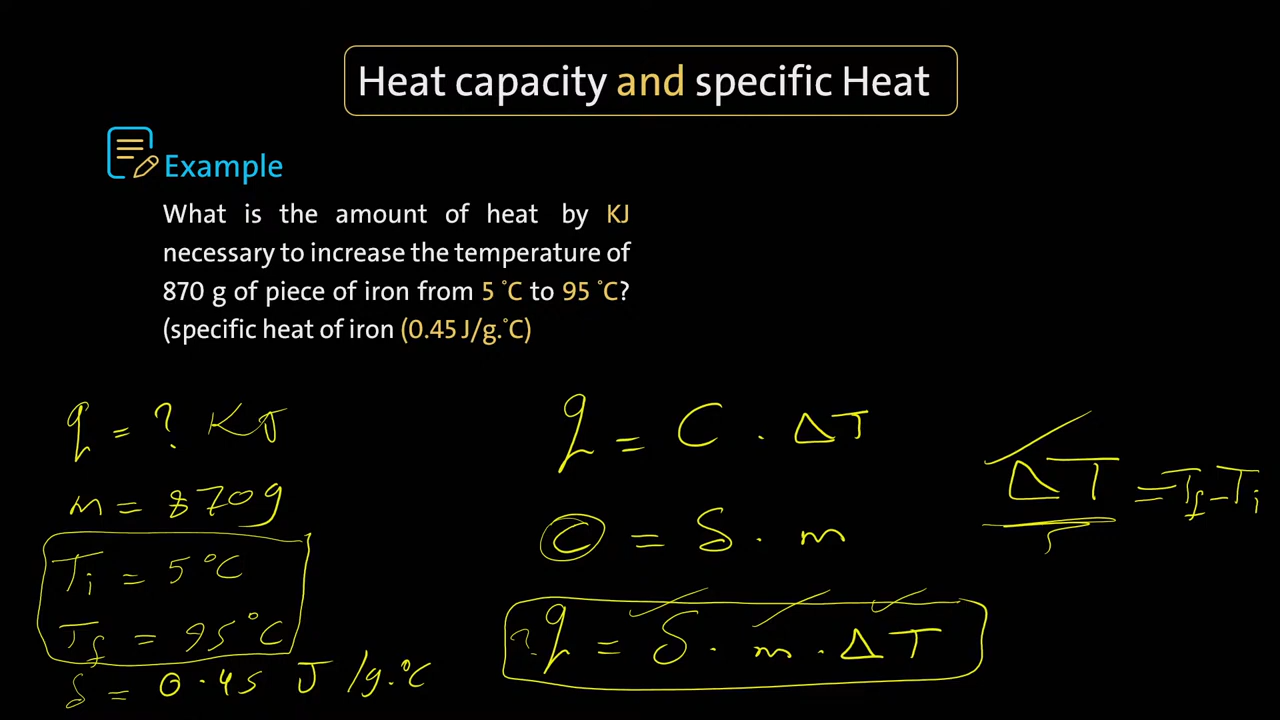 Heat capacity and specific Heat
Example
What is the amount of heat by KJ
necessary to increase the temperature of
870 g of piece of iron from 5 °C to 95 °C?
(specific heat of iron (0.45 J/g.°C)
q = ? KJ
m = 870g
Ti = 5°C
Tf = 95°C
S = 0.45 J/g.°C
q = C . ΔT
C = S . m
? q = S . m . ΔT
ΔT = Tf - Ti